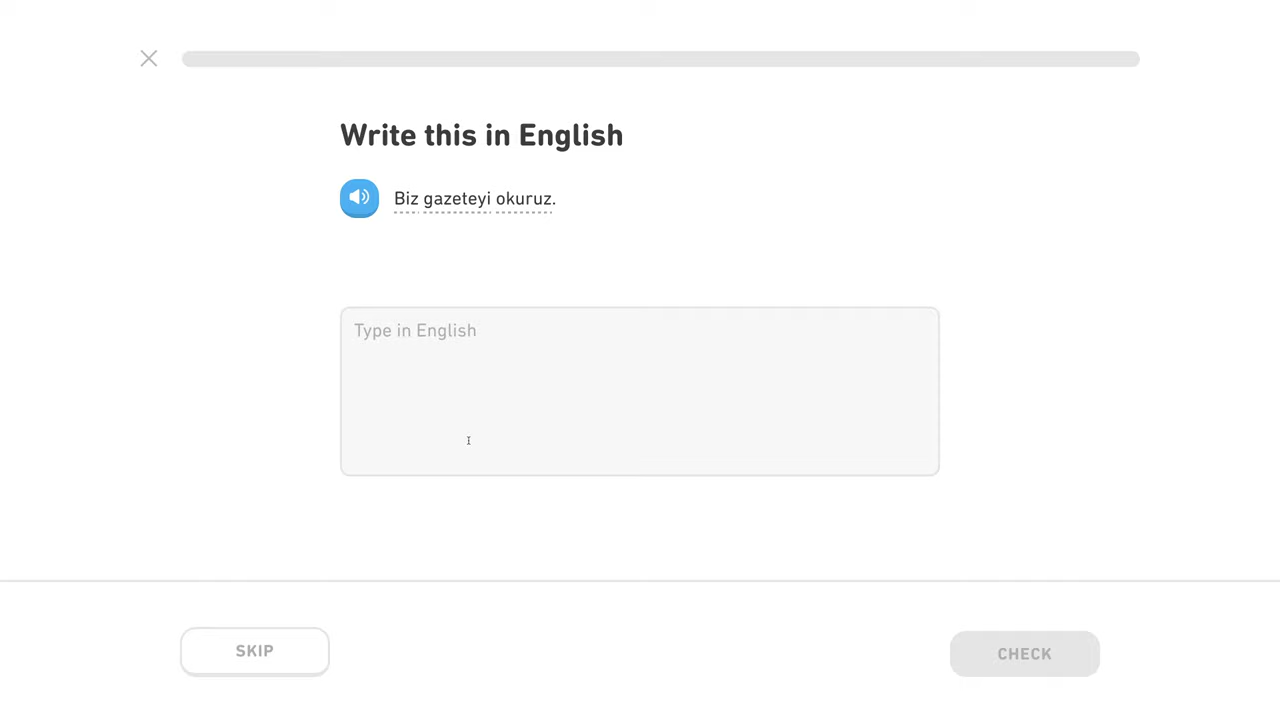 Write this in English
Biz gazeteyi okuruz.
Type in English
SKIP
CHECK